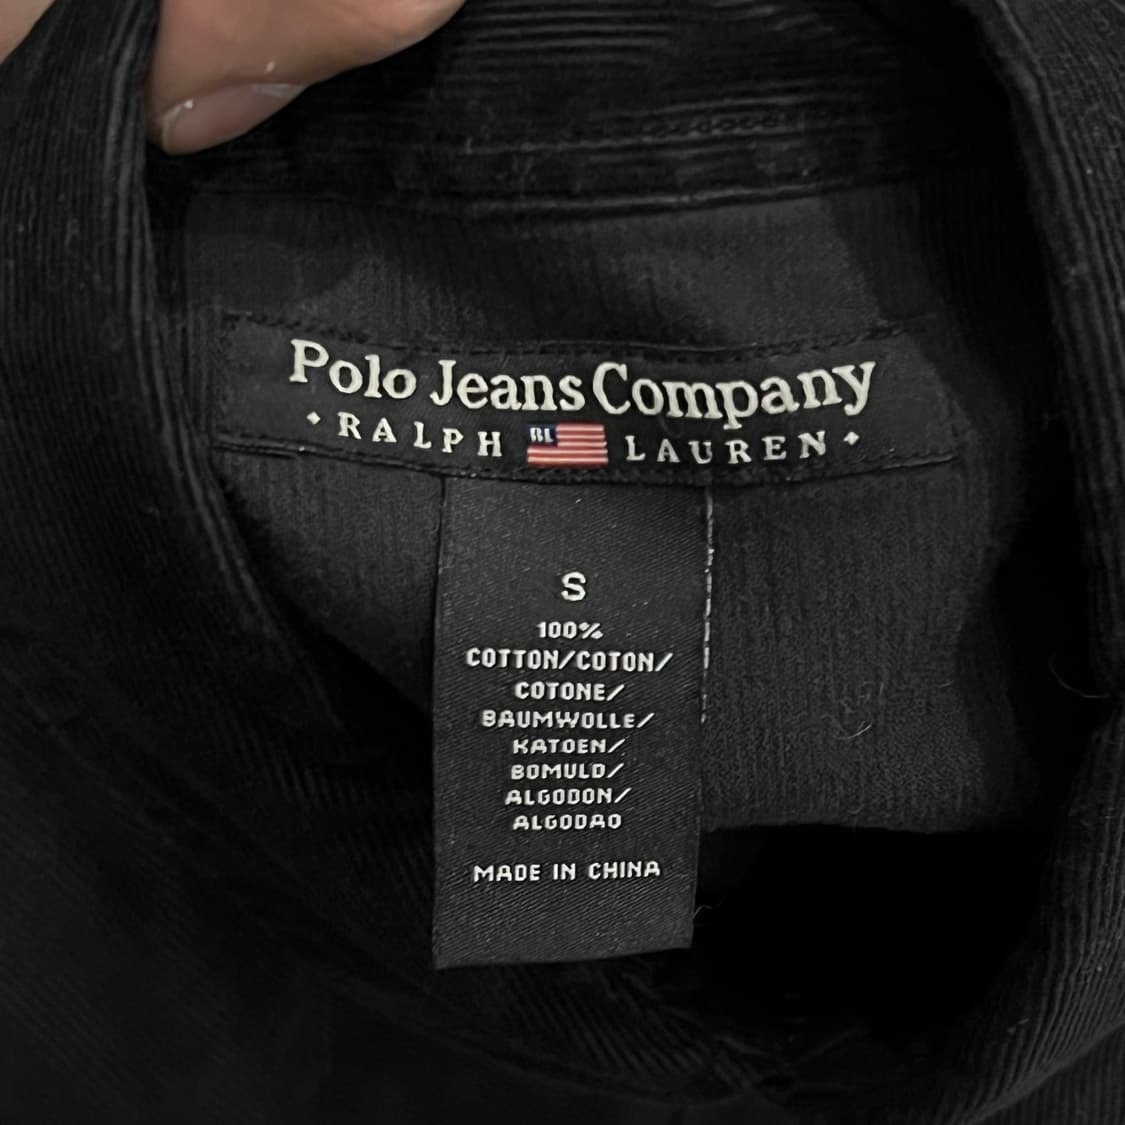 Polo Jeans Company
RALPH RL LAUREN
S
100%
COTTON/COTON/
COTONE/
BAUMWOLLE/
KATOEN/
BOMULD/
ALGODON/
ALGODAO
MADE IN CHINA